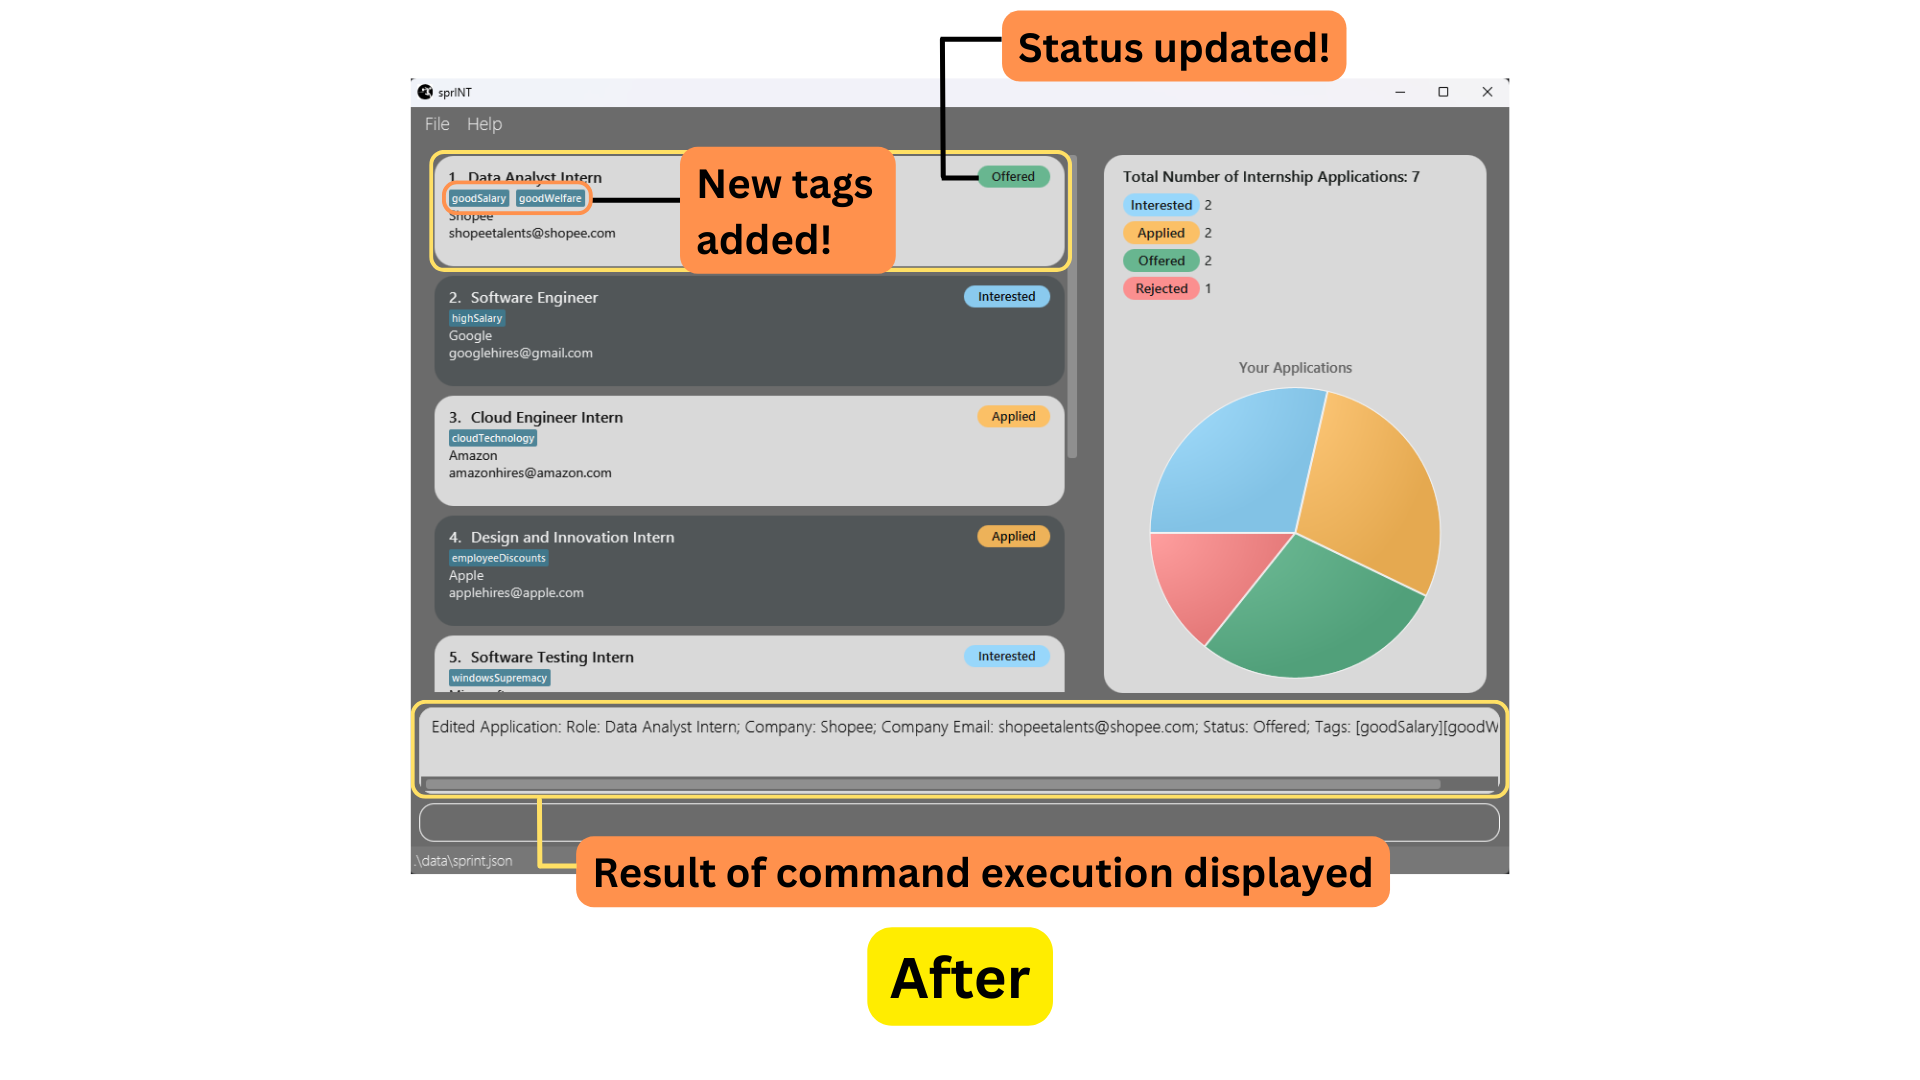 Status updated!
sprINT
File Help
1. Data Analyst Intern
Offered
goodSalary goodWelfare
Shopee
shopeetalents@shopee.com
New tags
added!
2. Software Engineer
Interested
highSalary
Google
googlehires@gmail.com
3. Cloud Engineer Intern
Applied
cloudTechnology
Amazon
amazonhires@amazon.com
4. Design and Innovation Intern
Applied
employeeDiscounts
Apple
applehires@apple.com
5. Software Testing Intern
Interested
windowsSupremacy
Total Number of Internship Applications: 7
Interested 2
Applied 2
Offered 2
Rejected 1
Your Applications
Edited Application: Role: Data Analyst Intern; Company: Shopee; Company Email: shopeetalents@shopee.com; Status: Offered; Tags: [goodSalary][goodW
.\data\sprint.json
Result of command execution displayed
After